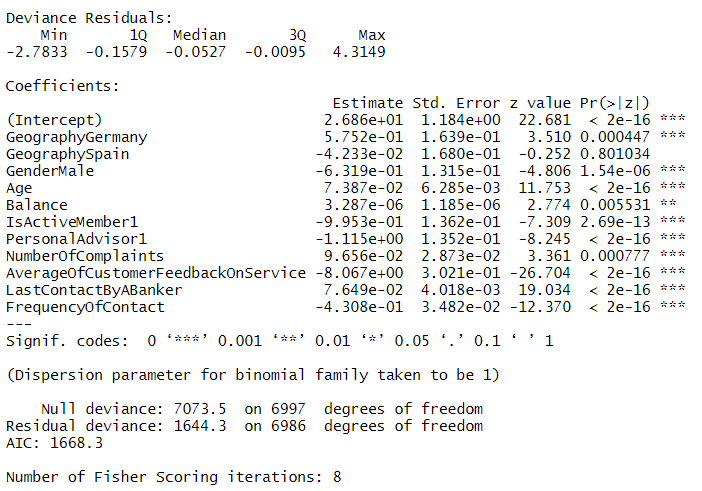 Deviance Residuals:
    Min       1Q   Median       3Q      Max
-2.7833  -0.1579  -0.0527  -0.0095   4.3149

Coefficients:
                                     Estimate Std. Error z value Pr(>|z|)
(Intercept)                         2.686e+01  1.184e+00  22.681  < 2e-16 ***
GeographyGermany                    5.752e-01  1.639e-01   3.510 0.000447 ***
GeographySpain                     -4.233e-02  1.680e-01  -0.252 0.801034
GenderMale                         -6.319e-01  1.315e-01  -4.806 1.54e-06 ***
Age                                 7.387e-02  6.285e-03  11.753  < 2e-16 ***
Balance                             3.287e-06  1.185e-06   2.774 0.005531 **
IsActiveMember1                    -9.953e-01  1.362e-01  -7.309 2.69e-13 ***
PersonalAdvisor1                   -1.115e+00  1.352e-01  -8.245  < 2e-16 ***
NumberOfComplaints                  9.656e-02  2.873e-02   3.361 0.000777 ***
AverageOfCustomerFeedbackOnService -8.067e+00  3.021e-01 -26.704  < 2e-16 ***
LastContactByABanker                7.649e-02  4.018e-03  19.034  < 2e-16 ***
FrequencyOfContact                 -4.308e-01  3.482e-02 -12.370  < 2e-16 ***
---
Signif. codes:  0 ‘***’ 0.001 ‘**’ 0.01 ‘*’ 0.05 ‘.’ 0.1 ‘ ’ 1

(Dispersion parameter for binomial family taken to be 1)

    Null deviance: 7073.5  on 6997  degrees of freedom
Residual deviance: 1644.3  on 6986  degrees of freedom
AIC: 1668.3

Number of Fisher Scoring iterations: 8